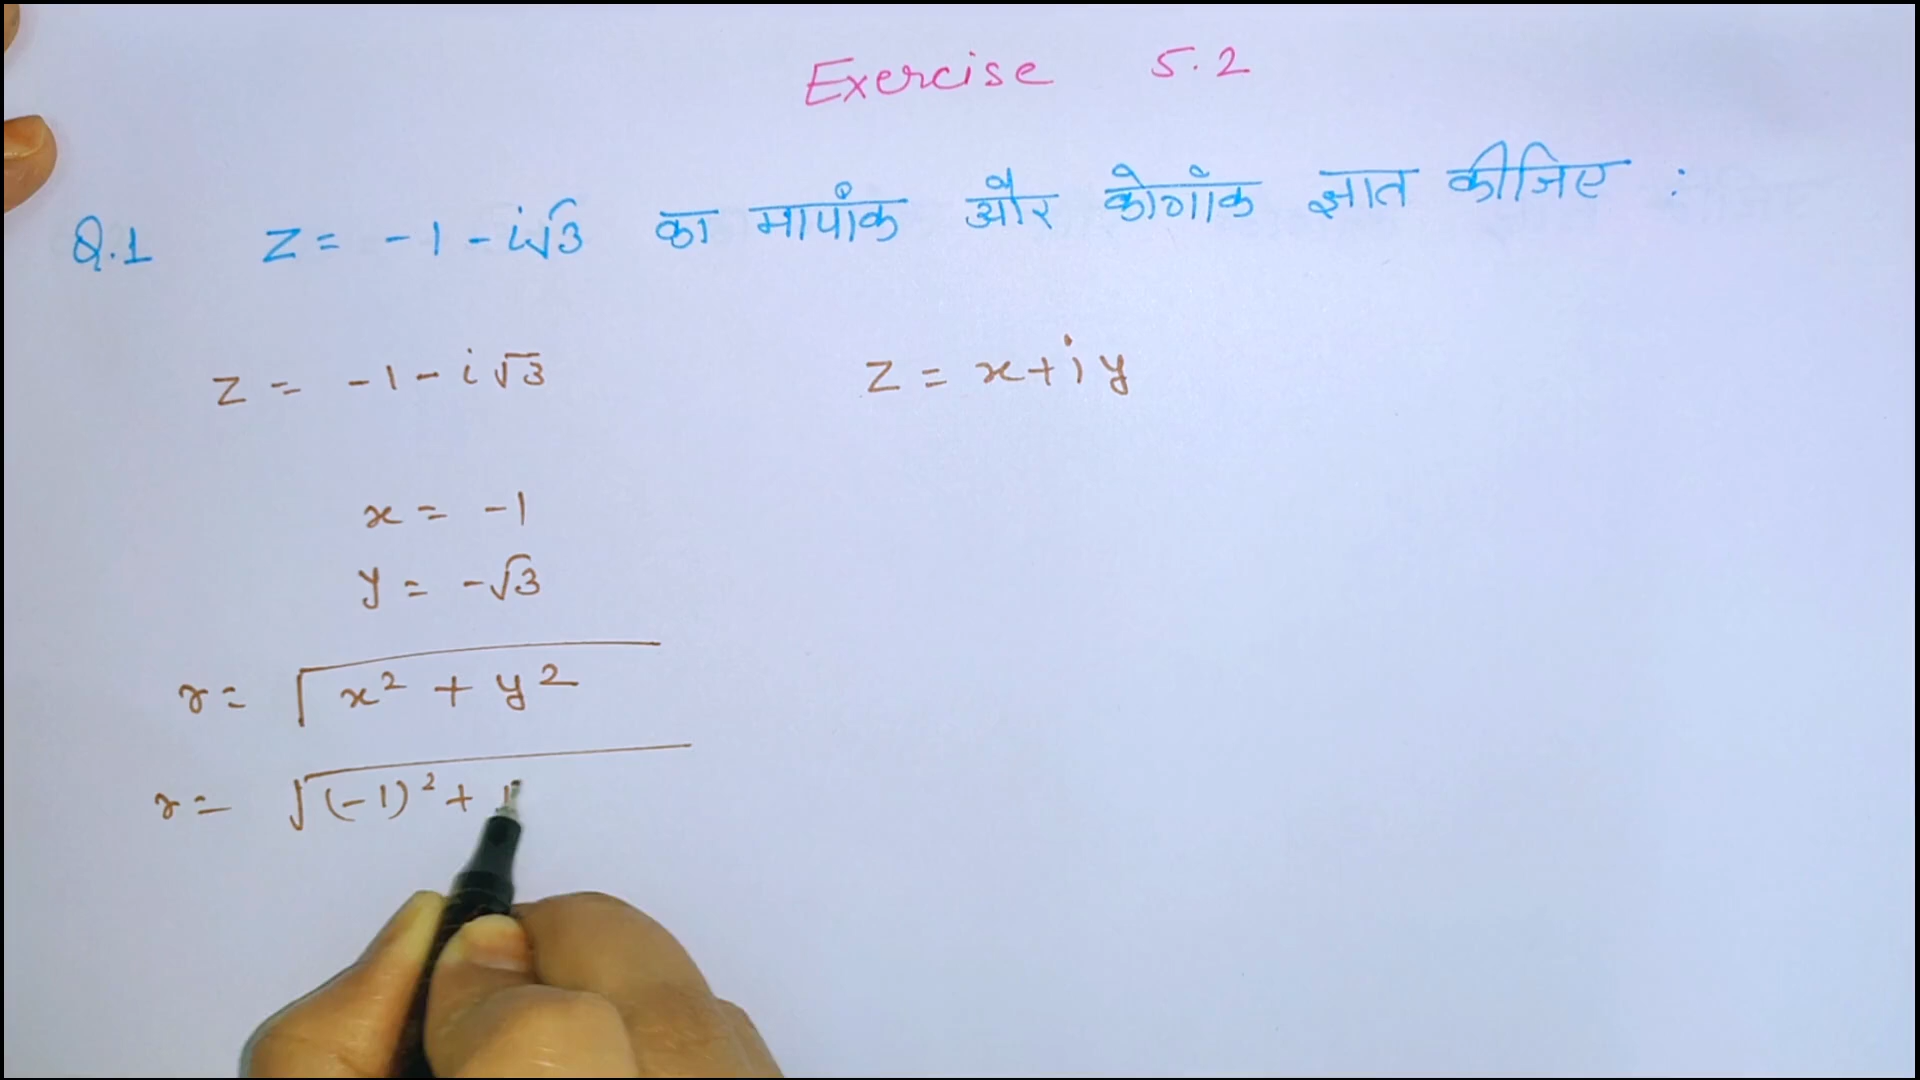 Exercise 5.2
Q.1 z = -1 - i√3 का मापांक और कोणांक ज्ञात कीजिए :
z = -1 - i√3 z = x + iy
x = -1
y = -√3
r = √x² + y²
r = √(-1)² +